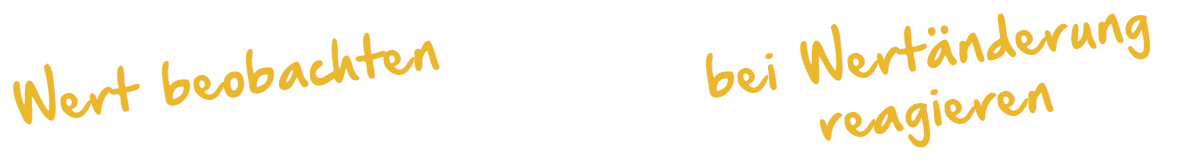 Wert beobachten
bei Wertänderung
reagieren